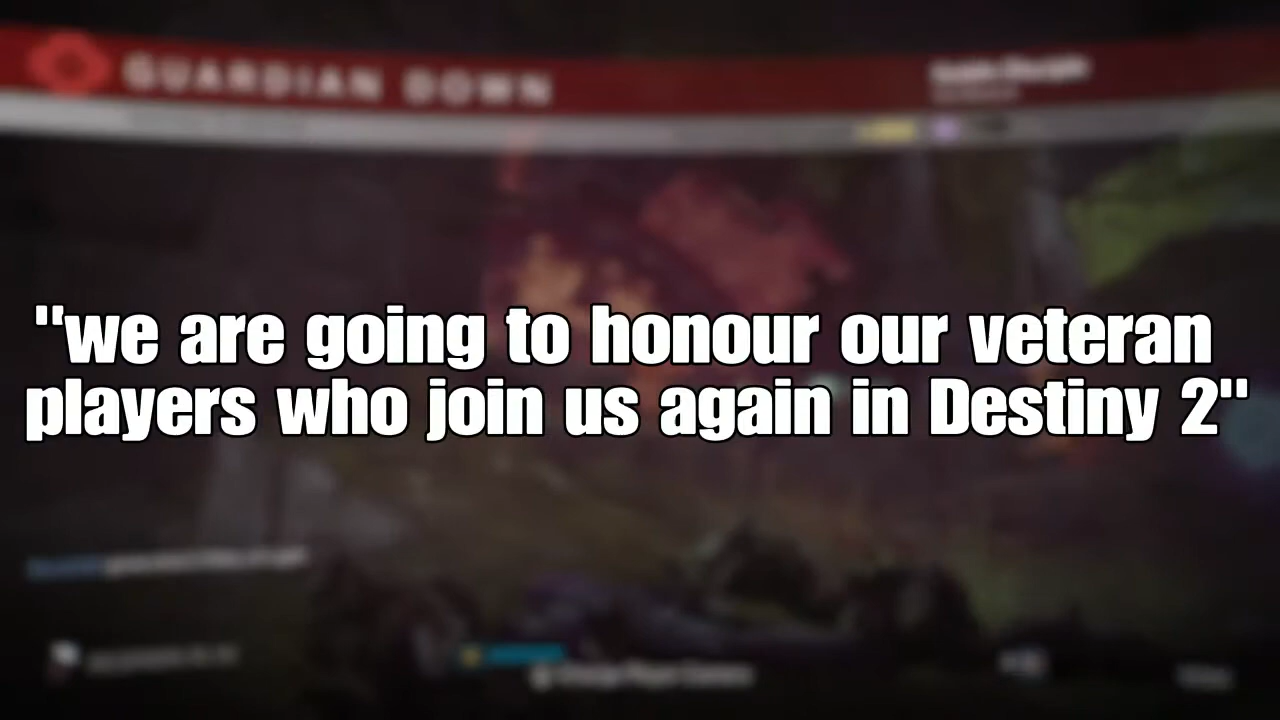 GUARDIAN DOWN
"we are going to honour our veteran
players who join us again in Destiny 2"